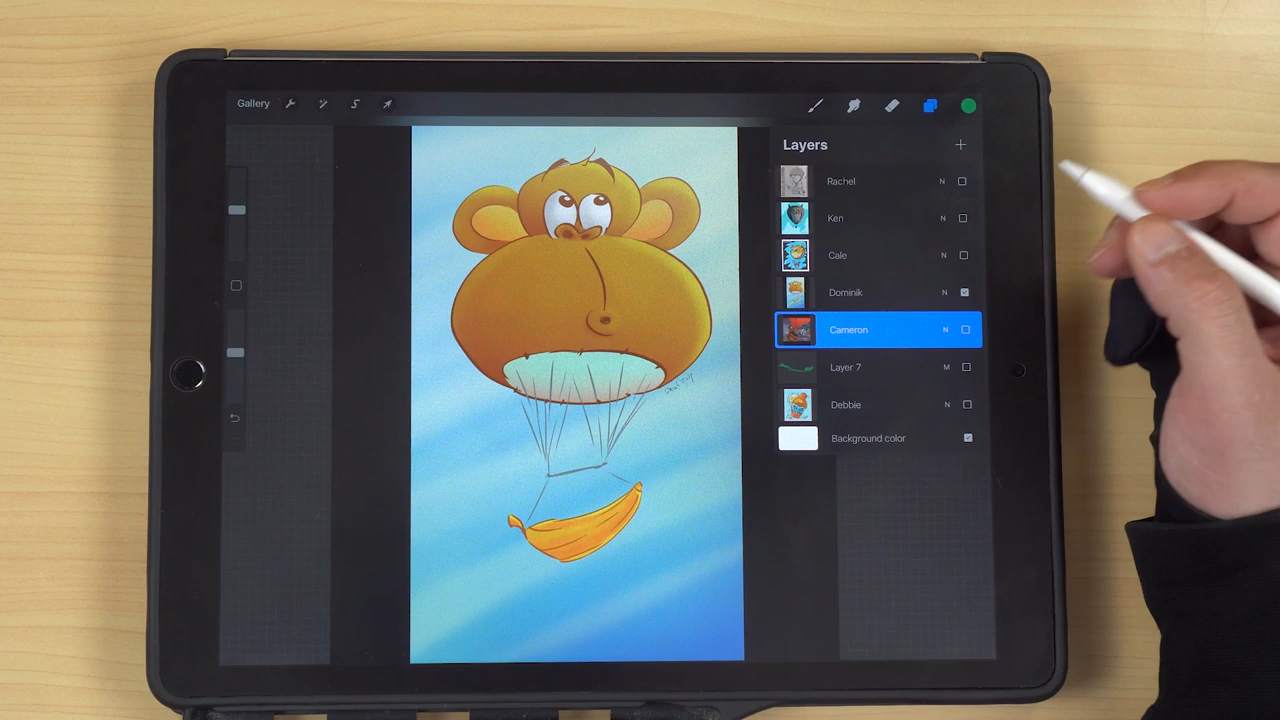 Gallery
Layers
Rachel N
Ken N
Cale N
Dominik N
Cameron N
Layer 7 M
Debbie N
Background color